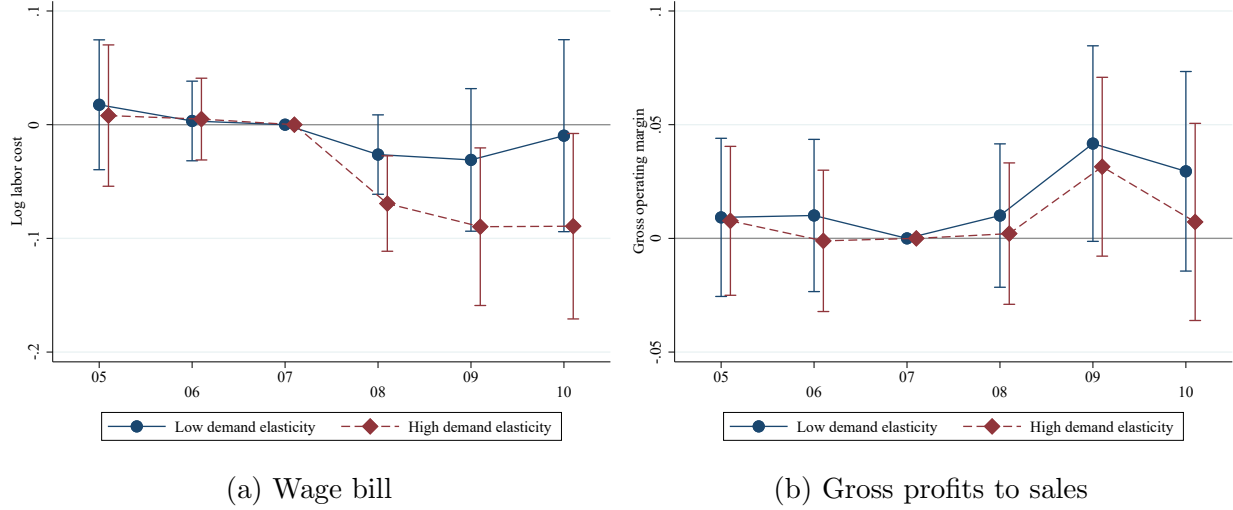 .1
0
-.1
-.2
Log labor cost
05
06
07
08
09
10
Low demand elasticity
High demand elasticity
(a) Wage bill
.1
.05
0
-.05
Gross operating margin
05
06
07
08
09
10
Low demand elasticity
High demand elasticity
(b) Gross profits to sales